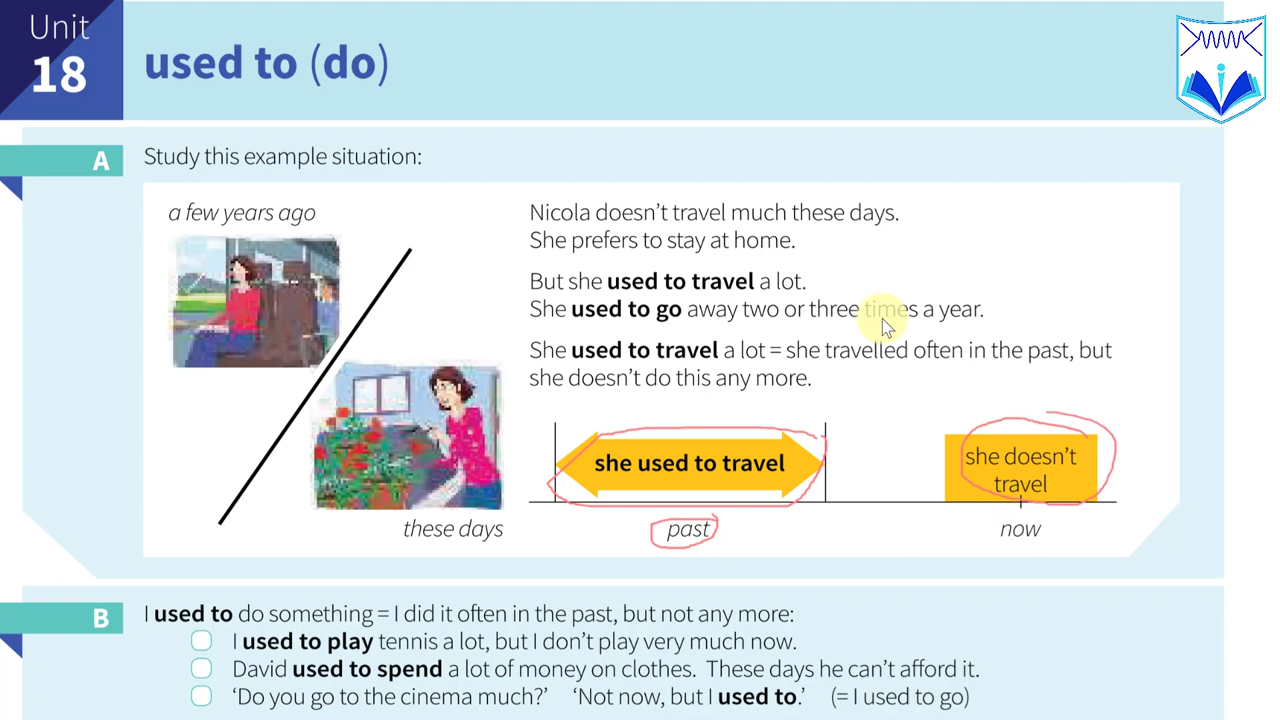 Unit
18
used to (do)
A
Study this example situation:
a few years ago
these days
Nicola doesn’t travel much these days.
She prefers to stay at home.
But she used to travel a lot.
She used to go away two or three times a year.
She used to travel a lot = she travelled often in the past, but
she doesn’t do this any more.
she used to travel
she doesn’t
travel
past
now
B
I used to do something = I did it often in the past, but not any more:
I used to play tennis a lot, but I don’t play very much now.
David used to spend a lot of money on clothes. These days he can’t afford it.
‘Do you go to the cinema much?’ ‘Not now, but I used to.’ (= I used to go)